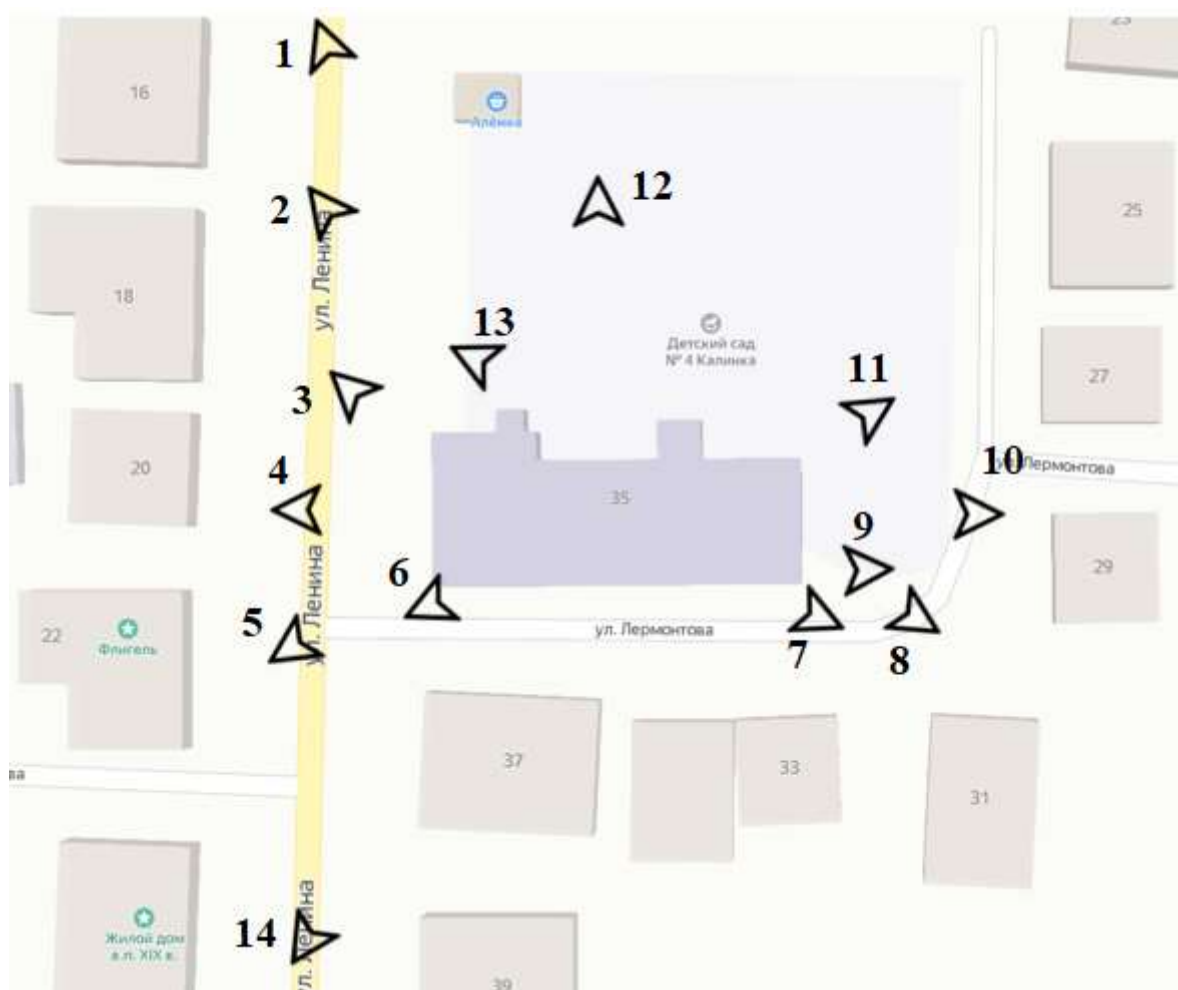 1
16
Алёнка
23
2
12
25
ул. Ленина
18
13
Детский сад
№ 4 Калинка
11
27
3
4
20
10
ул. Лермонтова
35
9
29
6
ул. Ленина
5
22
Флигель
ул. Лермонтова
7
8
37
33
31
ва
14
Жилой дом
в.п. XIX в.
ул. Ленина
39